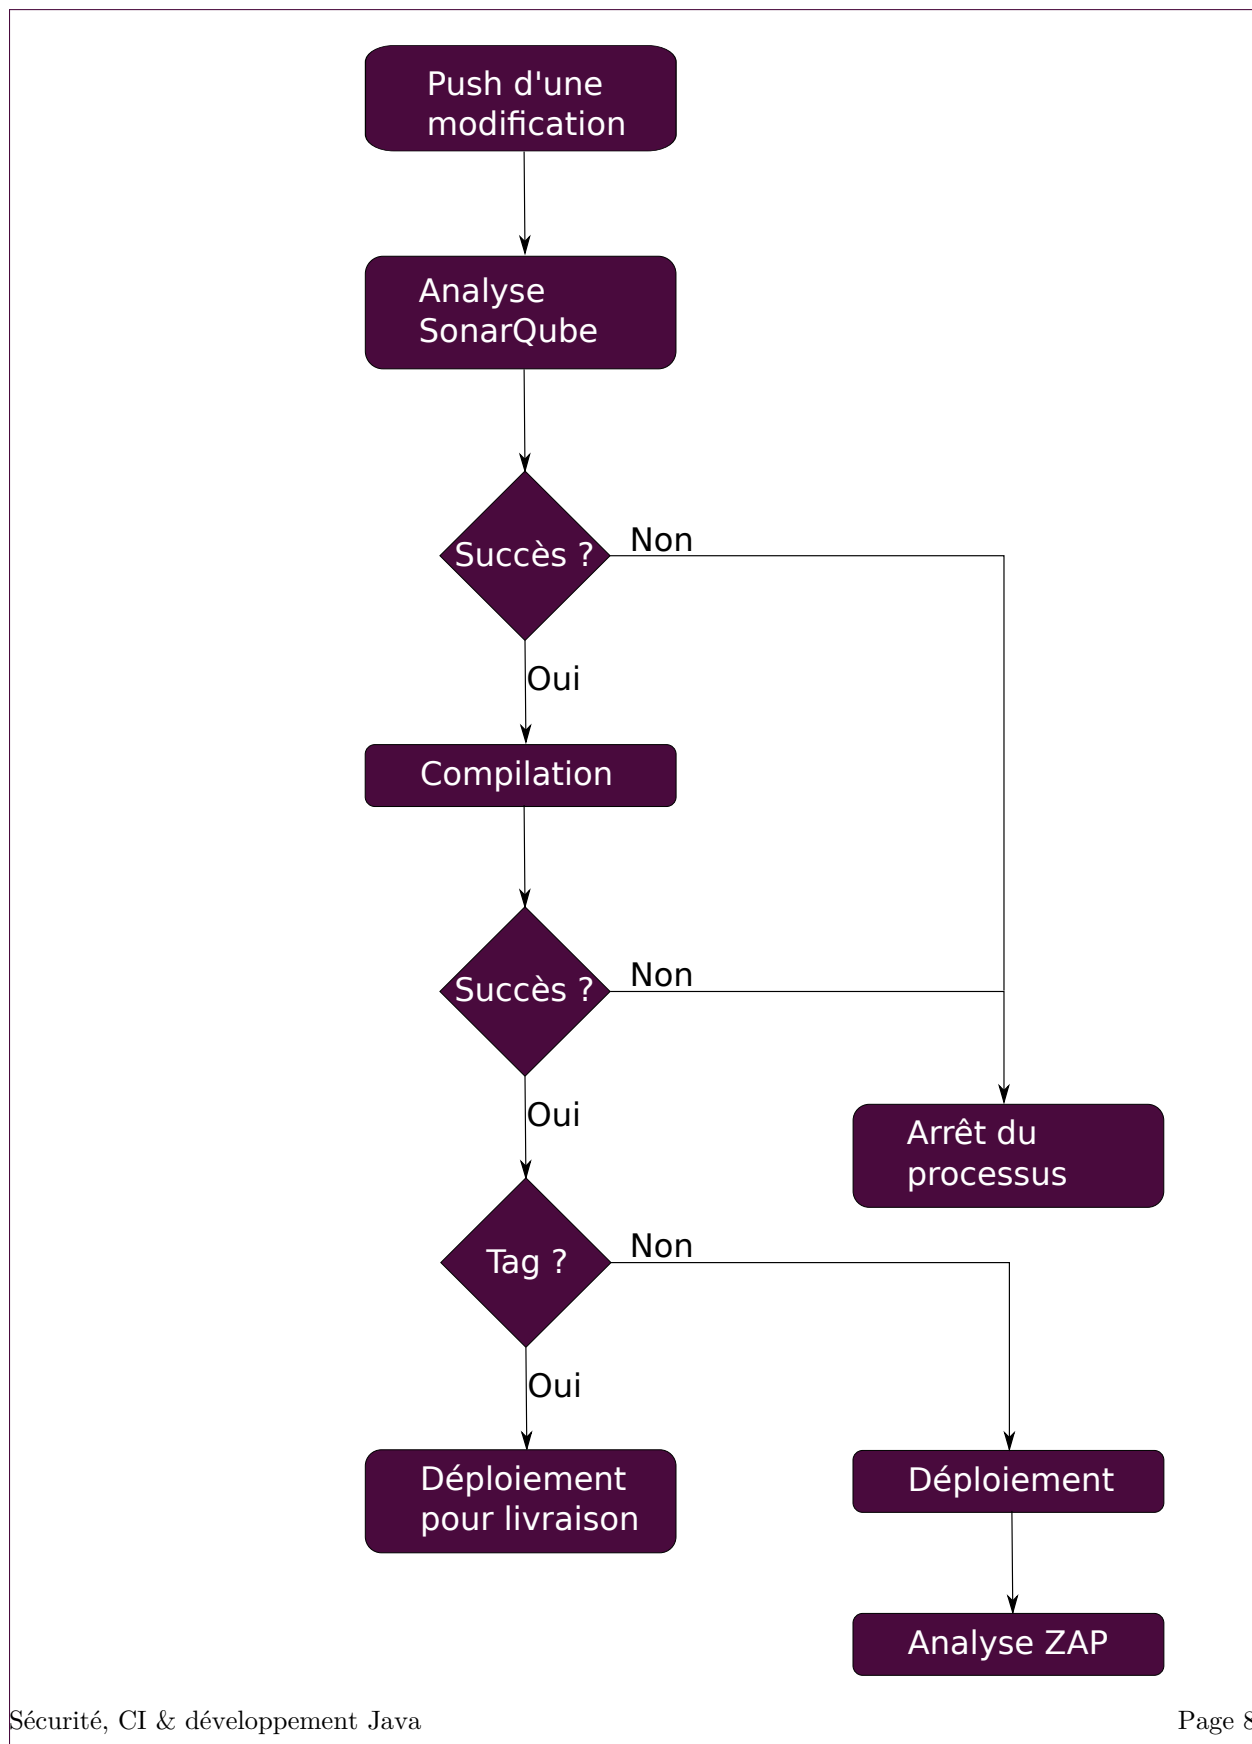 Push d'une
modification
Analyse
SonarQube
Succès ?
Non
Oui
Compilation
Succès ?
Non
Oui
Arrêt du
processus
Tag ?
Non
Oui
Déploiement
pour livraison
Déploiement
Analyse ZAP
Sécurité, CI & développement Java
Page 8